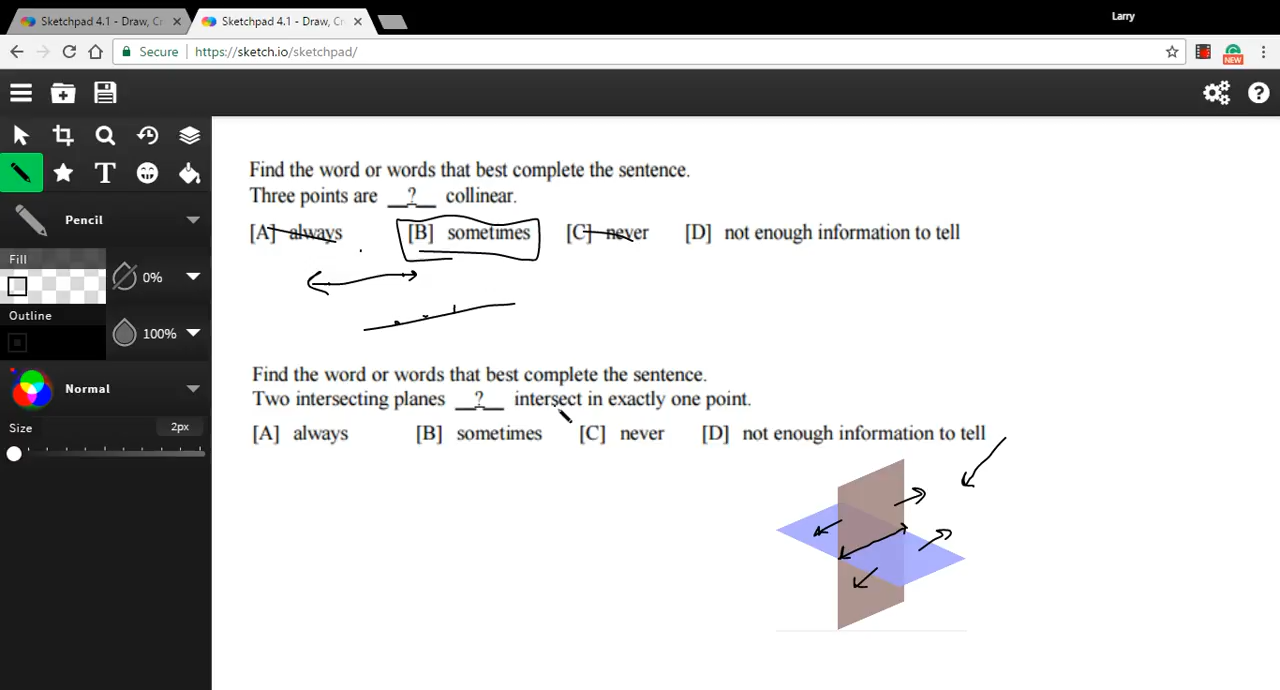 Larry
Sketchpad 4.1 - Draw, Cr
Sketchpad 4.1 - Draw, Cr
Secure https://sketch.io/sketchpad/
NEW
Pencil
Fill
0%
Outline
100%
Normal
Size 2px
Find the word or words that best complete the sentence.
Three points are __?__ collinear.
[A] always [B] sometimes [C] never [D] not enough information to tell
Find the word or words that best complete the sentence.
Two intersecting planes __?__ intersect in exactly one point.
[A] always [B] sometimes [C] never [D] not enough information to tell